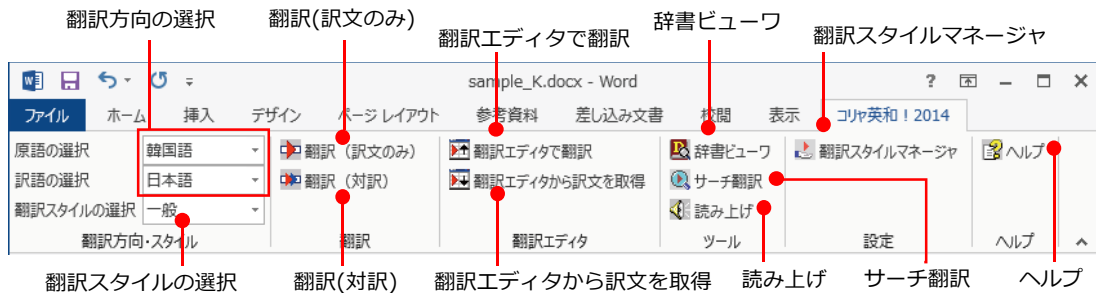 翻訳方向の選択 翻訳(訳文のみ) 翻訳エディタで翻訳 辞書ビューワ 翻訳スタイルマネージャ
sample_K.docx - Word ?
ファイル ホーム 挿入 デザイン ページ レイアウト 参考資料 差し込み文書 校閲 表示 コリャ英和!2014
原語の選択 韓国語 翻訳(訳文のみ) 翻訳エディタで翻訳 辞書ビューワ 翻訳スタイルマネージャ ヘルプ
訳語の選択 日本語 翻訳(対訳) 翻訳エディタから訳文を取得 サーチ翻訳
翻訳スタイルの選択 一般 読み上げ
翻訳方向・スタイル 翻訳 翻訳エディタ ツール 設定 ヘルプ
翻訳スタイルの選択 翻訳(対訳) 翻訳エディタから訳文を取得 読み上げ サーチ翻訳 ヘルプ